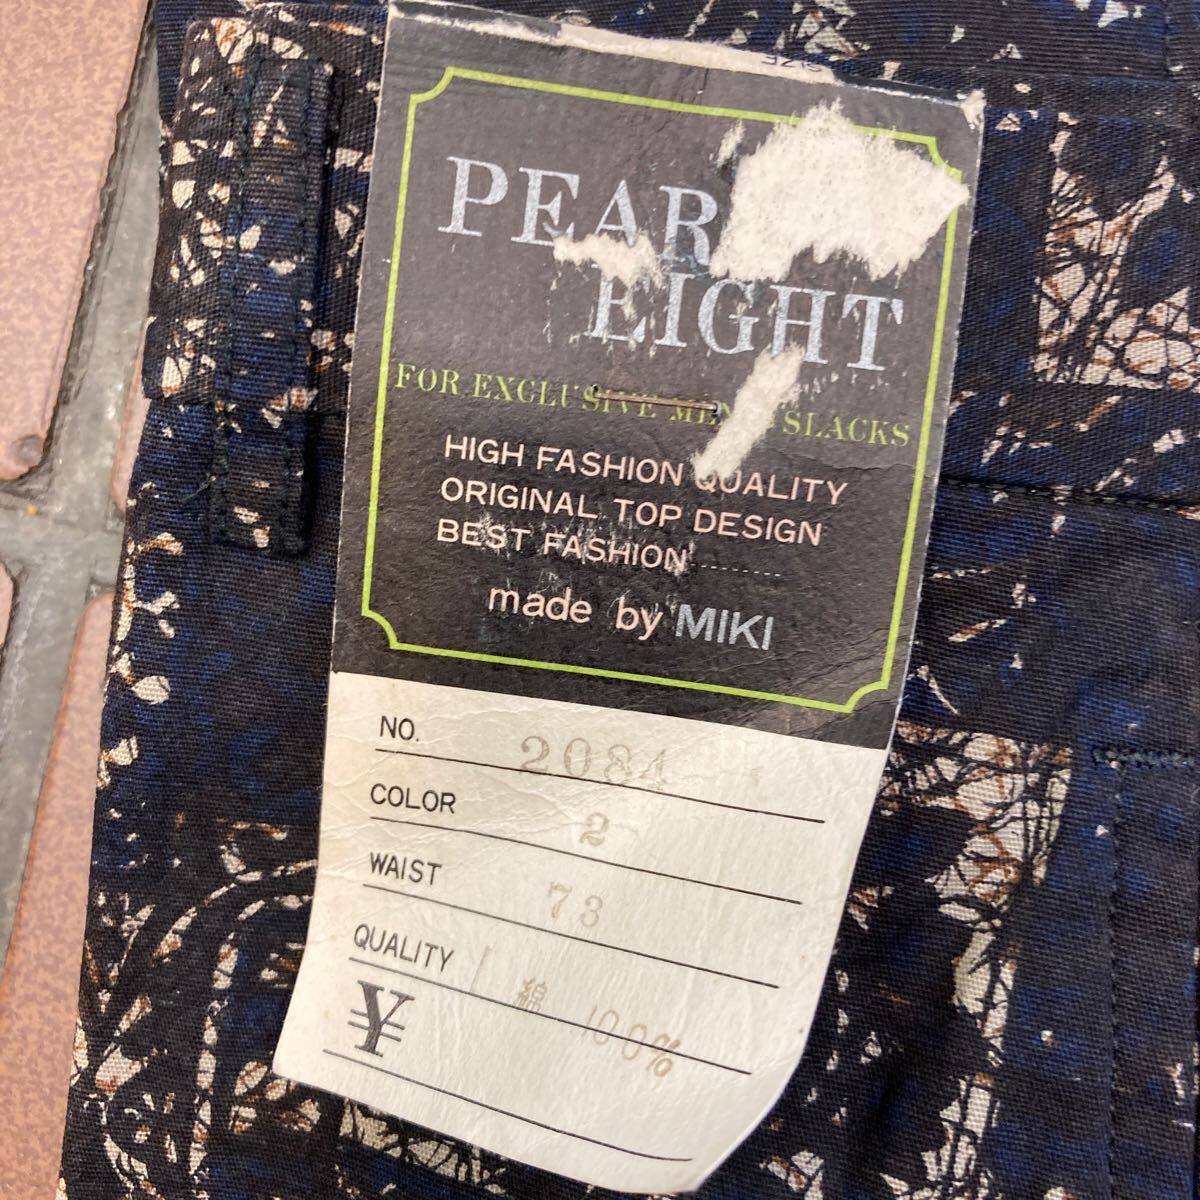 SIZE
PEAR
EIGHT
FOR EXCLUSIVE MEN SLACKS
HIGH FASHION QUALITY
ORIGINAL TOP DESIGN
BEST FASHION ........
made by MIKI
NO. 2084
COLOR 2
WAIST 73
QUALITY 綿 100%
¥